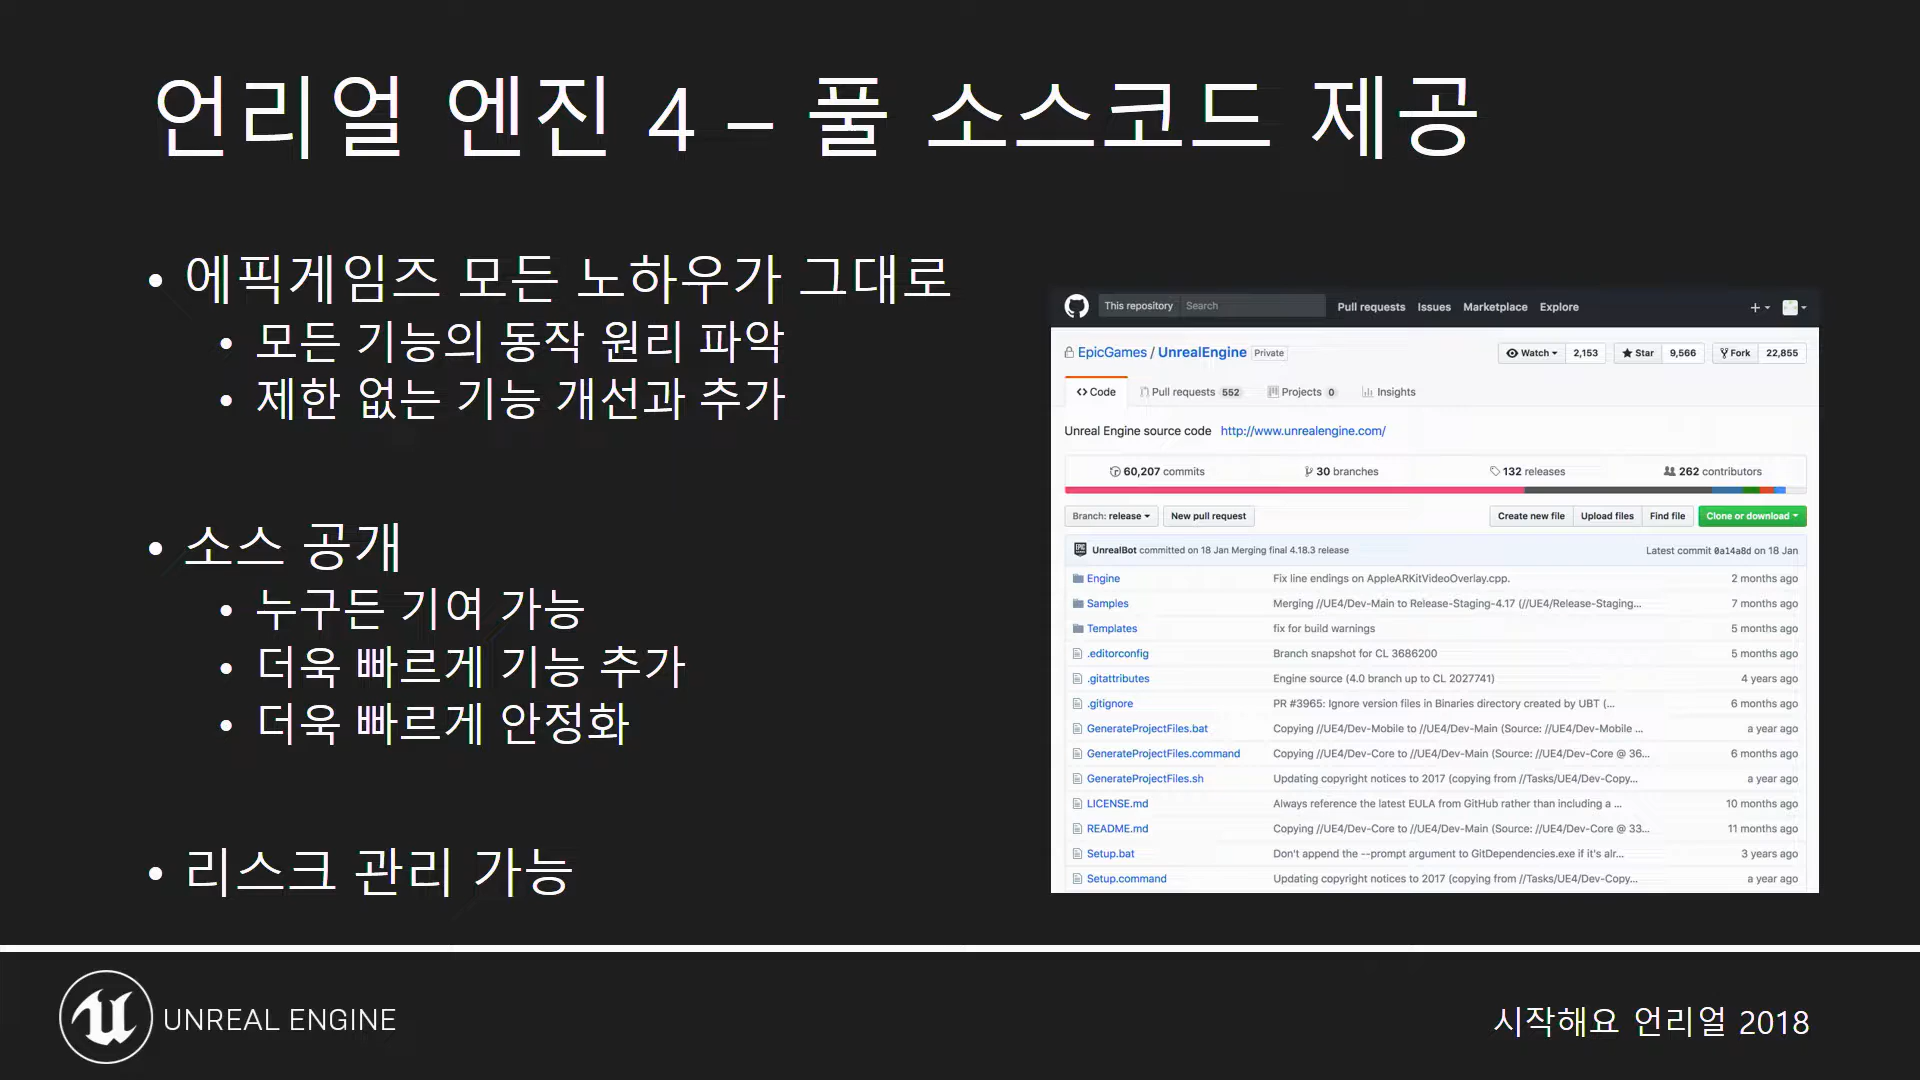 언리얼 엔진 4 – 풀 소스코드 제공
• 에픽게임즈 모든 노하우가 그대로
• 모든 기능의 동작 원리 파악
• 제한 없는 기능 개선과 추가
• 소스 공개
• 누구든 기여 가능
• 더욱 빠르게 기능 추가
• 더욱 빠르게 안정화
• 리스크 관리 가능
This repository Search Pull requests Issues Marketplace Explore
EpicGames / UnrealEngine Private Watch 2,153 Star 9,566 Fork 22,855
Code Pull requests 552 Projects 0 Insights
Unreal Engine source code http://www.unrealengine.com/
60,207 commits 30 branches 132 releases 262 contributors
Branch: release New pull request Create new file Upload files Find file Clone or download
UnrealBot committed on 18 Jan Merging final 4.18.3 release Latest commit 0a14a8d on 18 Jan
Engine Fix line endings on AppleARKitVideoOverlay.cpp. 2 months ago
Samples Merging //UE4/Dev-Main to Release-Staging-4.17 (//UE4/Release-Staging... 7 months ago
Templates fix for build warnings 5 months ago
.editorconfig Branch snapshot for CL 3686200 5 months ago
.gitattributes Engine source (4.0 branch up to CL 2027741) 4 years ago
.gitignore PR #3965: Ignore version files in Binaries directory created by UBT (... 6 months ago
GenerateProjectFiles.bat Copying //UE4/Dev-Mobile to //UE4/Dev-Main (Source: //UE4/Dev-Mobile ... a year ago
GenerateProjectFiles.command Copying //UE4/Dev-Core to //UE4/Dev-Main (Source: //UE4/Dev-Core @ 36... 6 months ago
GenerateProjectFiles.sh Updating copyright notices to 2017 (copying from //Tasks/UE4/Dev-Copy... a year ago
LICENSE.md Always reference the latest EULA from GitHub rather than including a ... 10 months ago
README.md Copying //UE4/Dev-Core to //UE4/Dev-Main (Source: //UE4/Dev-Core @ 33... 11 months ago
Setup.bat Don't append the --prompt argument to GitDependencies.exe if it's alr... 3 years ago
Setup.command Updating copyright notices to 2017 (copying from //Tasks/UE4/Dev-Copy... a year ago
UNREAL ENGINE
시작해요 언리얼 2018